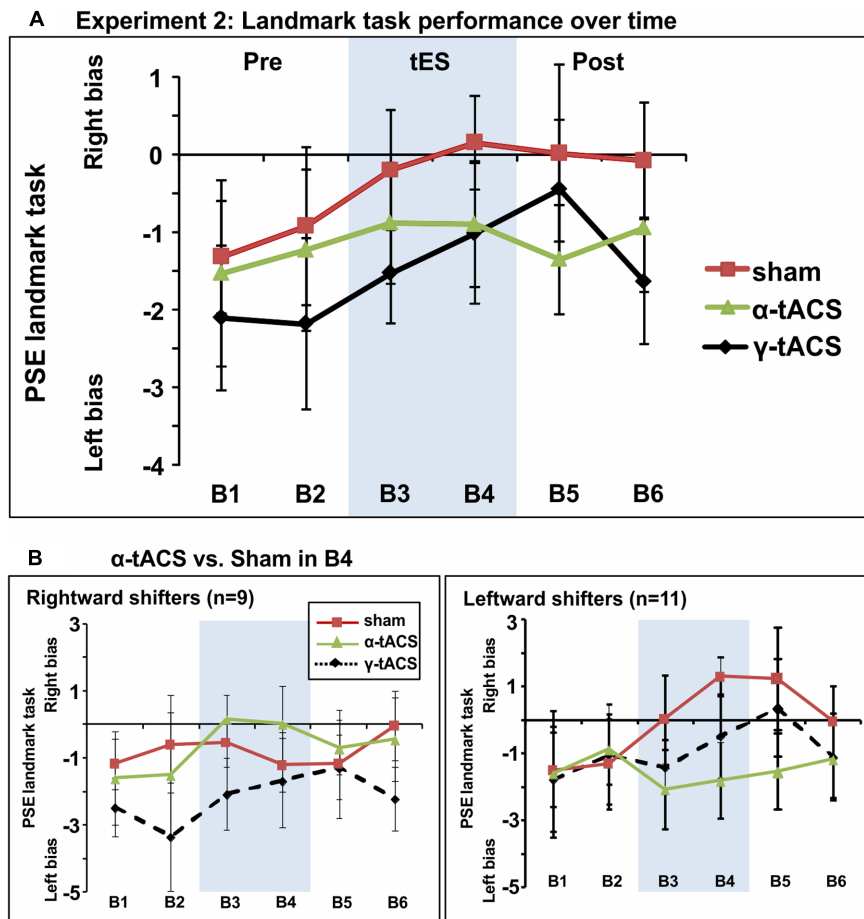 A Experiment 2: Landmark task performance over time
Pre tES Post
Right bias
PSE landmark task
Left bias
1
0
-1
-2
-3
-4
B1 B2 B3 B4 B5 B6
sham
α-tACS
γ-tACS
B α-tACS vs. Sham in B4
Rightward shifters (n=9)
sham
α-tACS
γ-tACS
Right bias
PSE landmark task
Left bias
3
1
-1
-3
-5
B1 B2 B3 B4 B5 B6
Leftward shifters (n=11)
Right bias
PSE landmark task
Left bias
3
1
-1
-3
-5
B1 B2 B3 B4 B5 B6